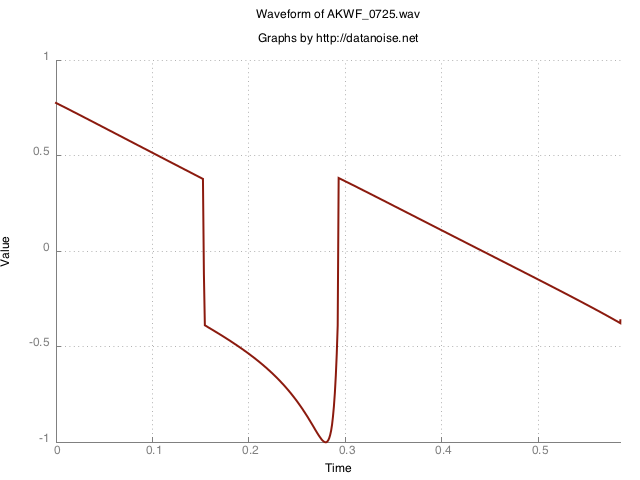 Waveform of AKWF_0725.wav
Graphs by http://datanoise.net
1
0.5
0
-0.5
-1
Value
0 0.1 0.2 0.3 0.4 0.5
Time